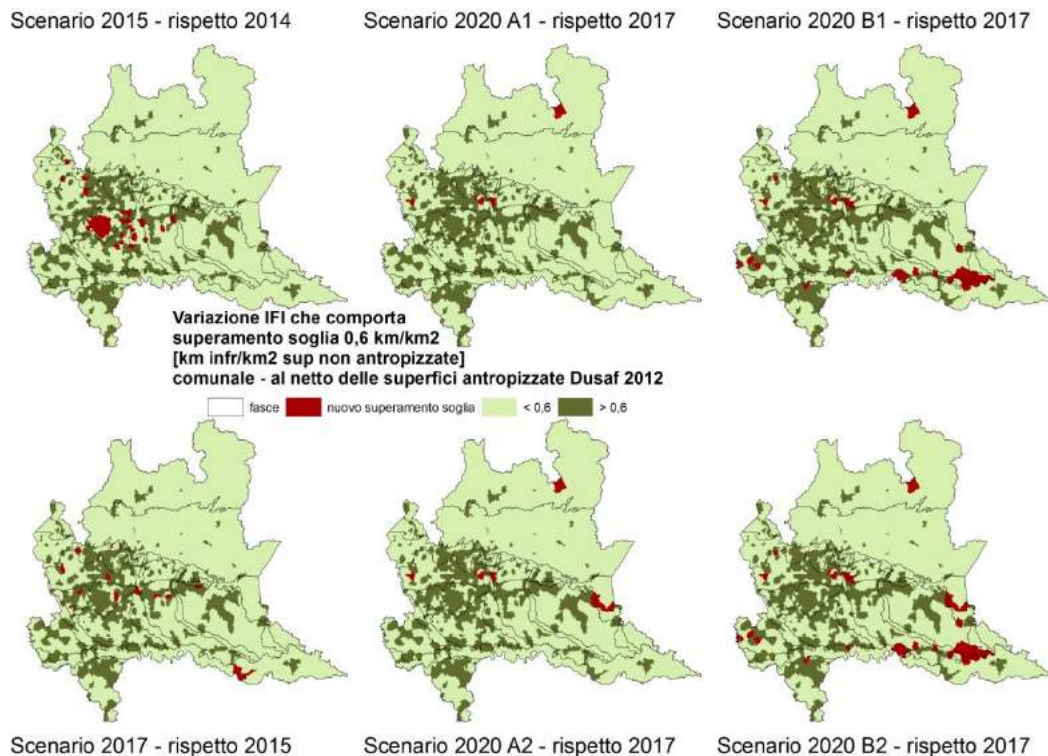 Scenario 2015 - rispetto 2014
Scenario 2020 A1 - rispetto 2017
Scenario 2020 B1 - rispetto 2017
Variazione IFI che comporta
superamento soglia 0,6 km/km2
[km infr/km2 sup non antropizzate]
comunale - al netto delle superfici antropizzate Dusaf 2012
fasce nuovo superamento soglia < 0,6 > 0,6
Scenario 2017 - rispetto 2015
Scenario 2020 A2 - rispetto 2017
Scenario 2020 B2 - rispetto 2017